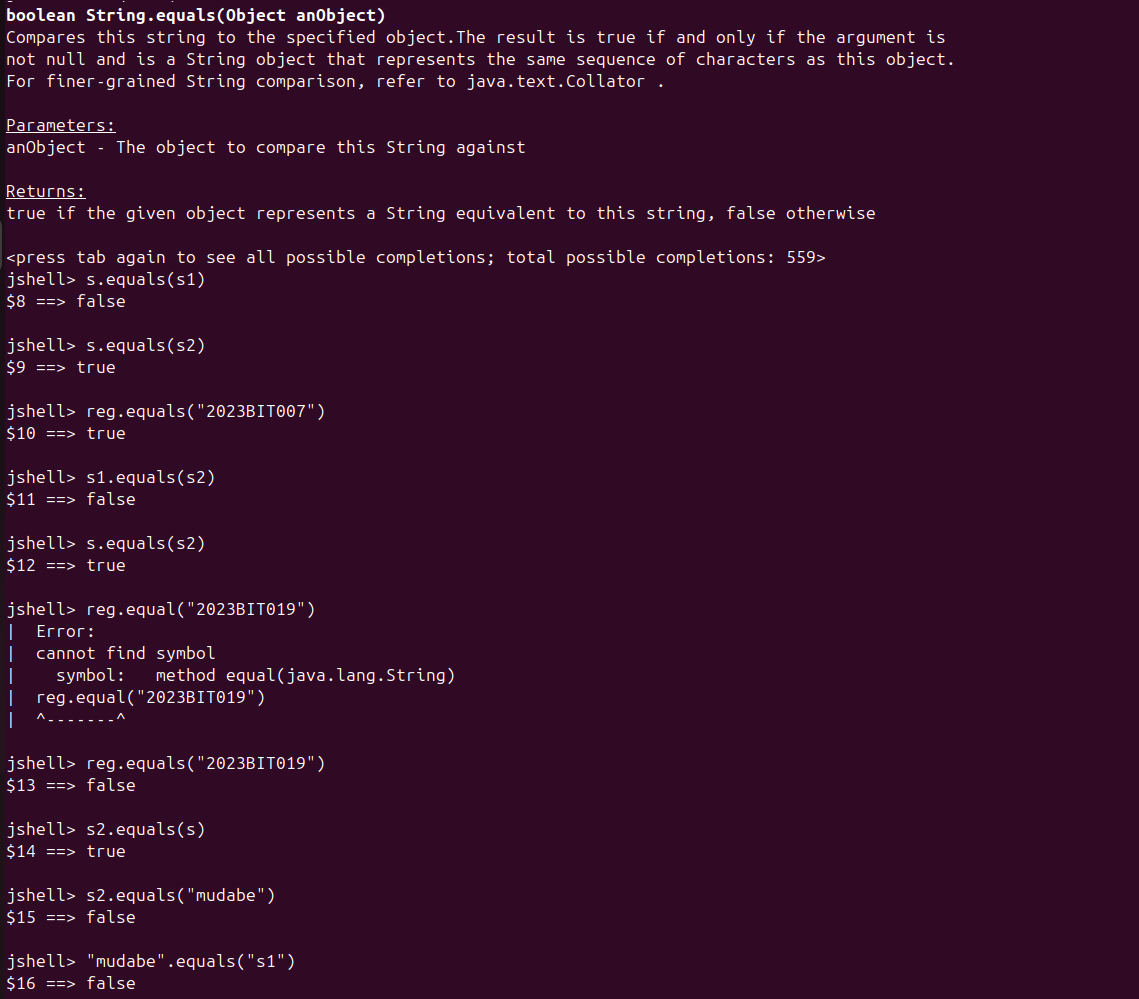 boolean String.equals(Object anObject)
Compares this string to the specified object.The result is true if and only if the argument is
not null and is a String object that represents the same sequence of characters as this object.
For finer-grained String comparison, refer to java.text.Collator .
Parameters:
anObject - The object to compare this String against
Returns:
true if the given object represents a String equivalent to this string, false otherwise
<press tab again to see all possible completions; total possible completions: 559>
jshell> s.equals(s1)
$8 ==> false
jshell> s.equals(s2)
$9 ==> true
jshell> reg.equals("2023BIT007")
$10 ==> true
jshell> s1.equals(s2)
$11 ==> false
jshell> s.equals(s2)
$12 ==> true
jshell> reg.equal("2023BIT019")
|  Error:
|  cannot find symbol
|    symbol:   method equal(java.lang.String)
|  reg.equal("2023BIT019")
|  ^-------^
jshell> reg.equals("2023BIT019")
$13 ==> false
jshell> s2.equals(s)
$14 ==> true
jshell> s2.equals("mudabe")
$15 ==> false
jshell> "mudabe".equals("s1")
$16 ==> false